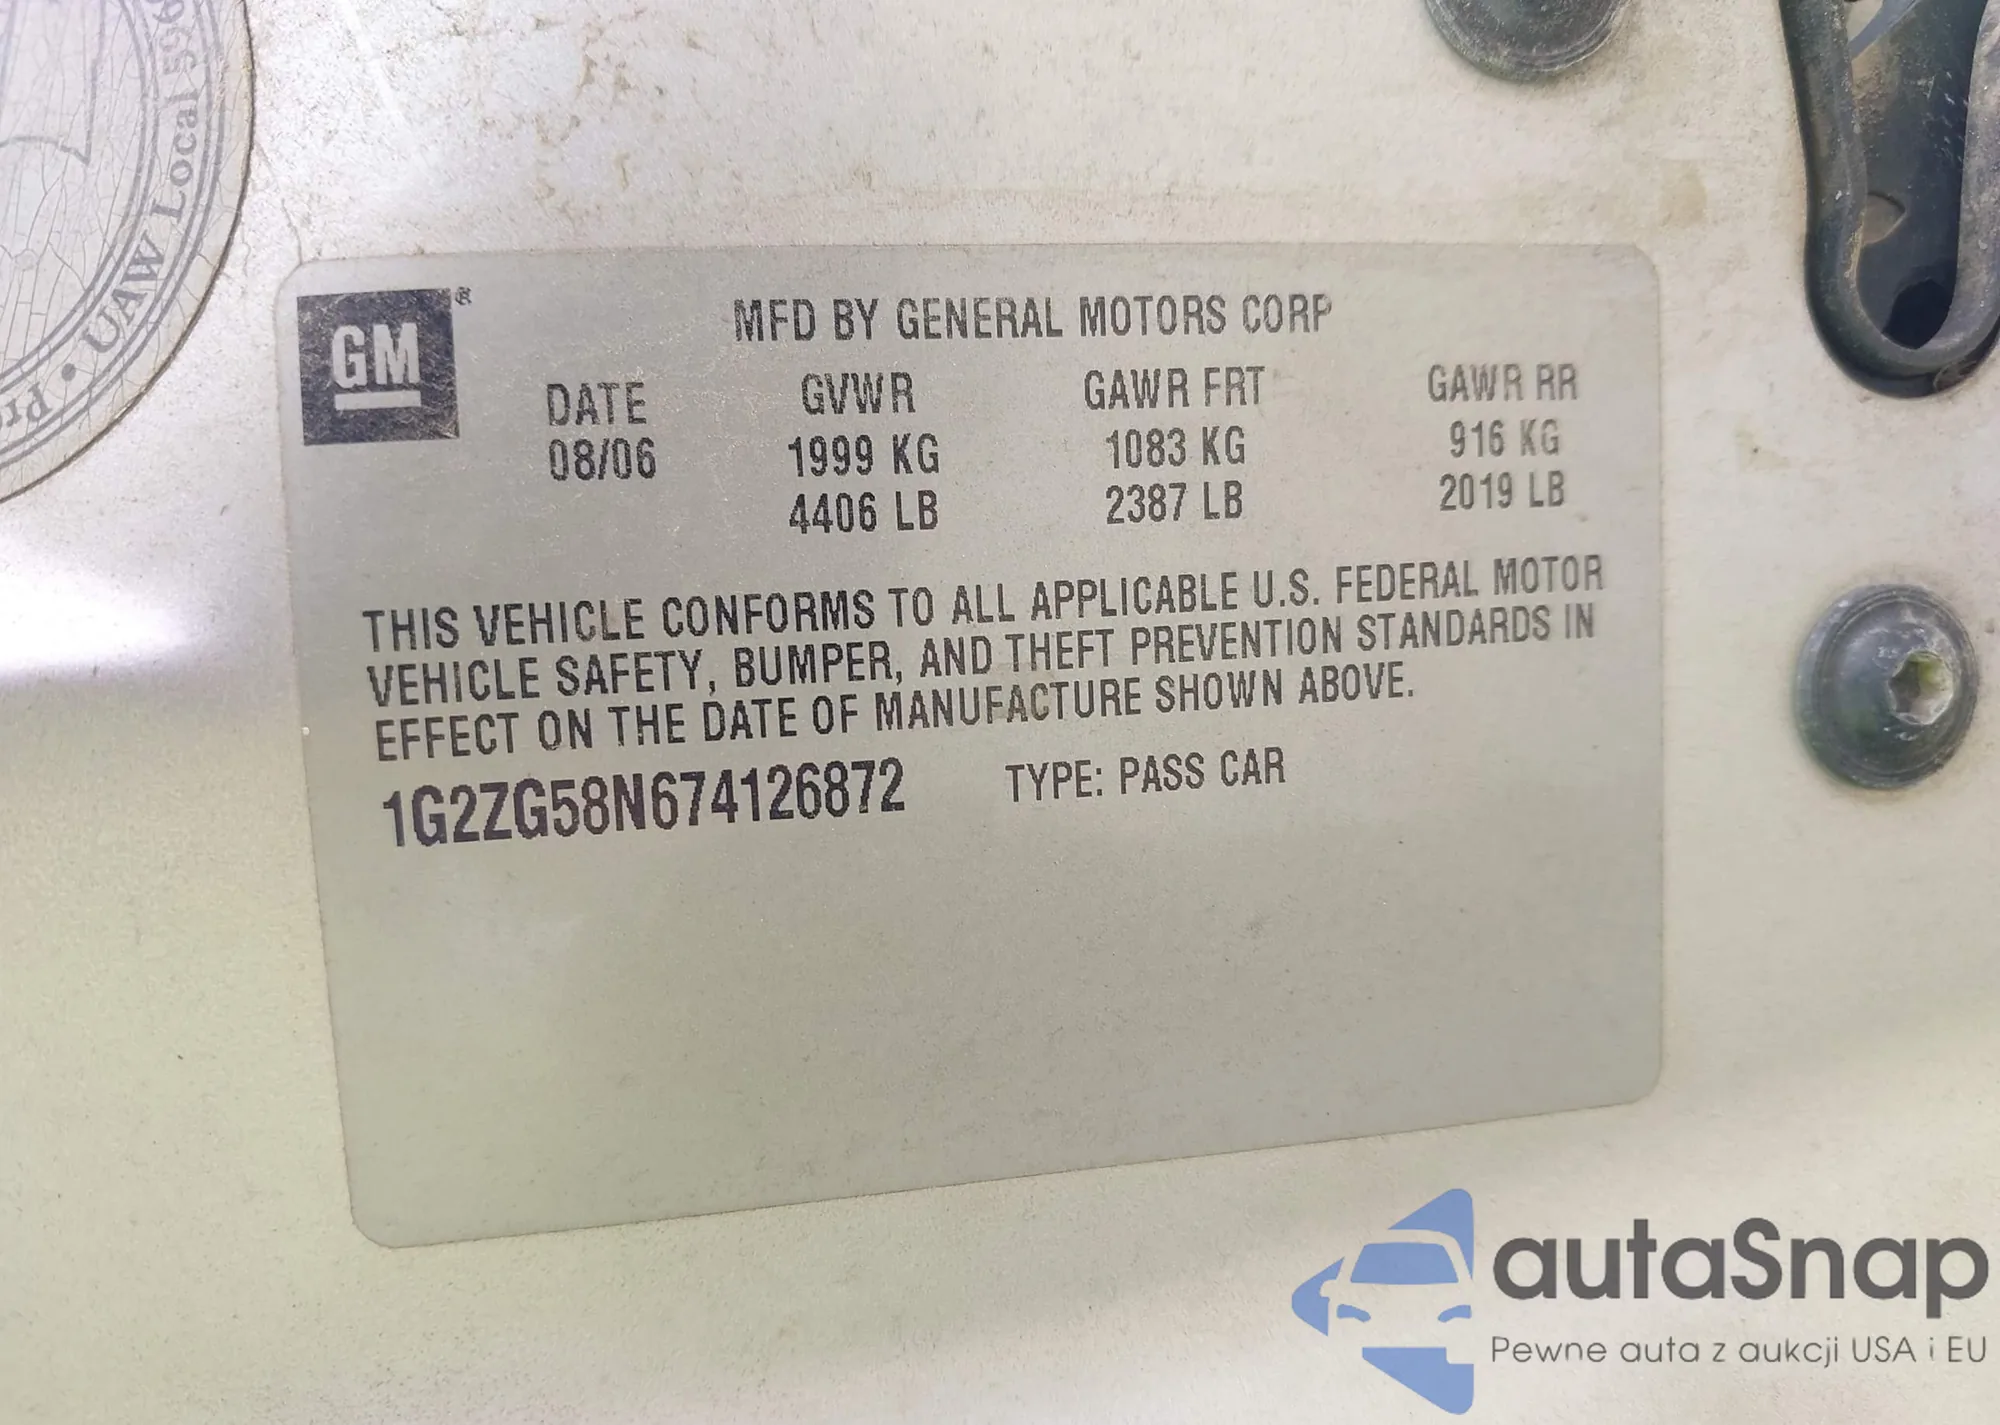 UAW Local 5960
GM
®
MFD BY GENERAL MOTORS CORP
DATE GVWR GAWR FRT GAWR RR
08/06 1999 KG 1083 KG 916 KG
4406 LB 2387 LB 2019 LB
THIS VEHICLE CONFORMS TO ALL APPLICABLE U.S. FEDERAL MOTOR
VEHICLE SAFETY, BUMPER, AND THEFT PREVENTION STANDARDS IN
EFFECT ON THE DATE OF MANUFACTURE SHOWN ABOVE.
1G2ZG58N674126872 TYPE: PASS CAR
autaSnap
Pewne auta z aukcji USA i EU